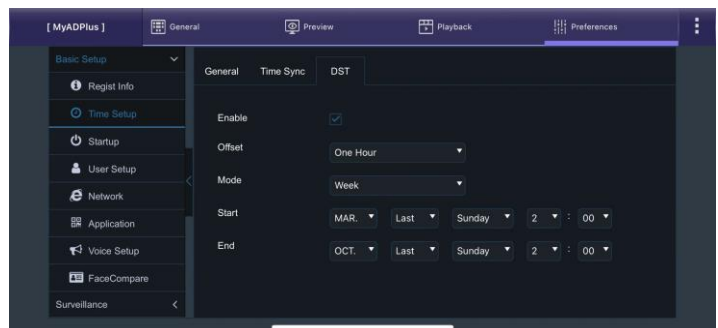 [ MyADPlus ] General Preview Playback Preferences
Basic Setup
General Time Sync DST
Regist Info
Time Setup
Enable
Startup
Offset One Hour
User Setup
Mode Week
Network
Start MAR. Last Sunday 2 : 00
Application
Voice Setup
End OCT. Last Sunday 2 : 00
FaceCompare
Surveillance